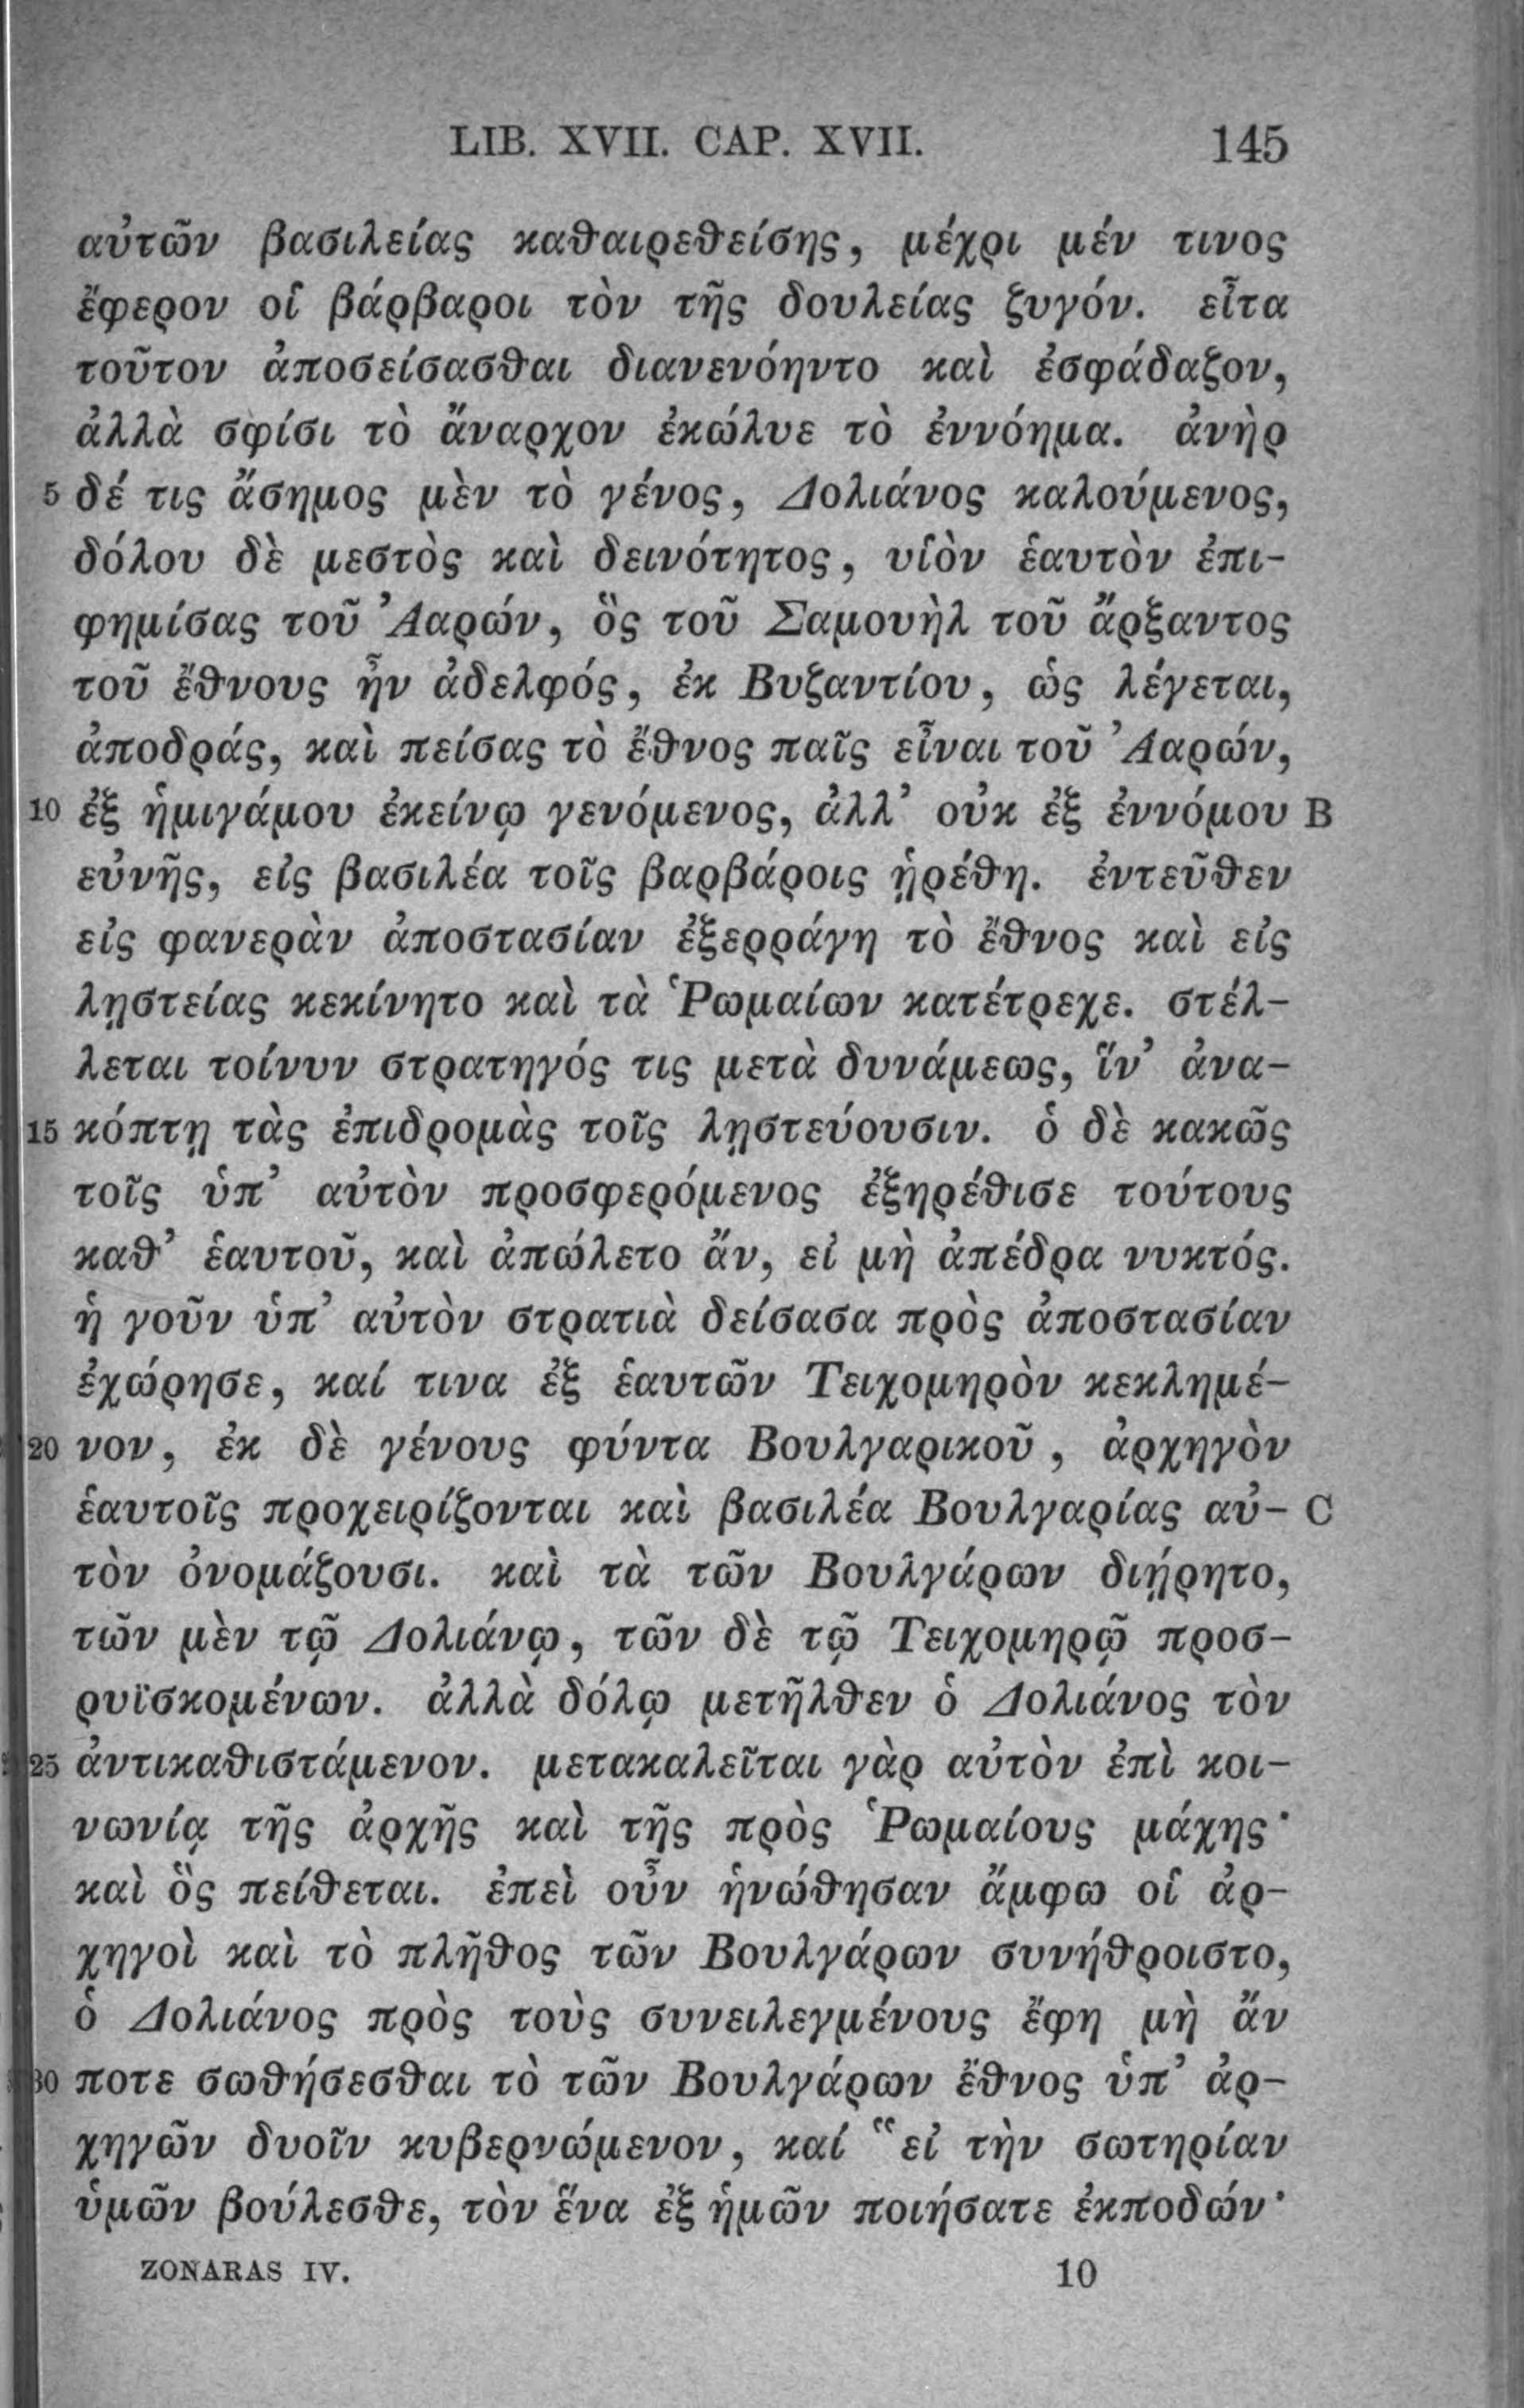 LIB. XVII. CAP. XVII. 145
αὐτῶν βασιλείας καθαιρεθείσης, μέχρι μέν τινος
ἔφερον οἱ βάρβαροι τὸν τῆς δουλείας ζυγόν. εἶτα
τοῦτον ἀποσείσασθαι διανενόηντο καὶ ἐσφάδαζον,
ἀλλὰ σφίσι τὸ ἄναρχον ἐκώλυε τὸ ἐννόημα. ἀνὴρ
5 δέ τις ἄσημος μὲν τὸ γένος, Δολιάνος καλούμενος,
δόλου δὲ μεστὸς καὶ δεινότητος, υἱὸν ἑαυτὸν ἐπι-
φημίσας τοῦ Ἀαρών, ὃς τοῦ Σαμουὴλ τοῦ ἄρξαντος
τοῦ ἔθνους ἦν ἀδελφός, ἐκ Βυζαντίου, ὡς λέγεται,
ἀποδράς, καὶ πείσας τὸ ἔθνος παῖς εἶναι τοῦ Ἀαρών,
10 ἐξ ἡμιγάμου ἐκείνῳ γενόμενος, ἀλλ’ οὐκ ἐξ ἐννόμου B
εὐνῆς, εἰς βασιλέα τοῖς βαρβάροις ᾑρέθη. ἐντεῦθεν
εἰς φανερὰν ἀποστασίαν ἐξερράγη τὸ ἔθνος καὶ εἰς
λῃστείας κεκίνητο καὶ τὰ Ῥωμαίων κατέτρεχε. στέλ-
λεται τοίνυν στρατηγός τις μετὰ δυνάμεως, ἵν’ ἀνα-
15 κόπτῃ τὰς ἐπιδρομὰς τοῖς λῃστεύουσιν. ὁ δὲ κακῶς
τοῖς ὑπ’ αὐτὸν προσφερόμενος ἐξηρέθισε τούτους
καθ’ ἑαυτοῦ, καὶ ἀπώλετο ἄν, εἰ μὴ ἀπέδρα νυκτός.
ἡ γοῦν ὑπ’ αὐτὸν στρατιὰ δείσασα πρὸς ἀποστασίαν
ἐχώρησε, καί τινα ἐξ ἑαυτῶν Τειχομηρὸν κεκλημέ-
20 νον, ἐκ δὲ γένους φύντα Βουλγαρικοῦ, ἀρχηγὸν
ἑαυτοῖς προχειρίζονται καὶ βασιλέα Βουλγαρίας αὐ- C
τὸν ὀνομάζουσι. καὶ τὰ τῶν Βουλγάρων διῄρητο,
τῶν μὲν τῷ Δολιάνῳ, τῶν δὲ τῷ Τειχομηρῷ προσ-
ρυϊσκομένων. ἀλλὰ δόλῳ μετῆλθεν ὁ Δολιάνος τὸν
25 ἀντικαθιστάμενον. μετακαλεῖται γὰρ αὐτὸν ἐπὶ κοι-
νωνίᾳ τῆς ἀρχῆς καὶ τῆς πρὸς Ῥωμαίους μάχης·
καὶ ὃς πείθεται. ἐπεὶ οὖν ἡνώθησαν ἄμφω οἱ ἀρ-
χηγοὶ καὶ τὸ πλῆθος τῶν Βουλγάρων συνήθροιστο,
ὁ Δολιάνος πρὸς τοὺς συνειλεγμένους ἔφη μὴ ἄν
30 ποτε σωθήσεσθαι τὸ τῶν Βουλγάρων ἔθνος ὑπ’ ἀρ-
χηγῶν δυοῖν κυβερνώμενον, καί “εἰ τὴν σωτηρίαν
ὑμῶν βούλεσθε, τὸν ἕνα ἐξ ἡμῶν ποιήσατε ἐκποδών·
ZONARAS IV. 10